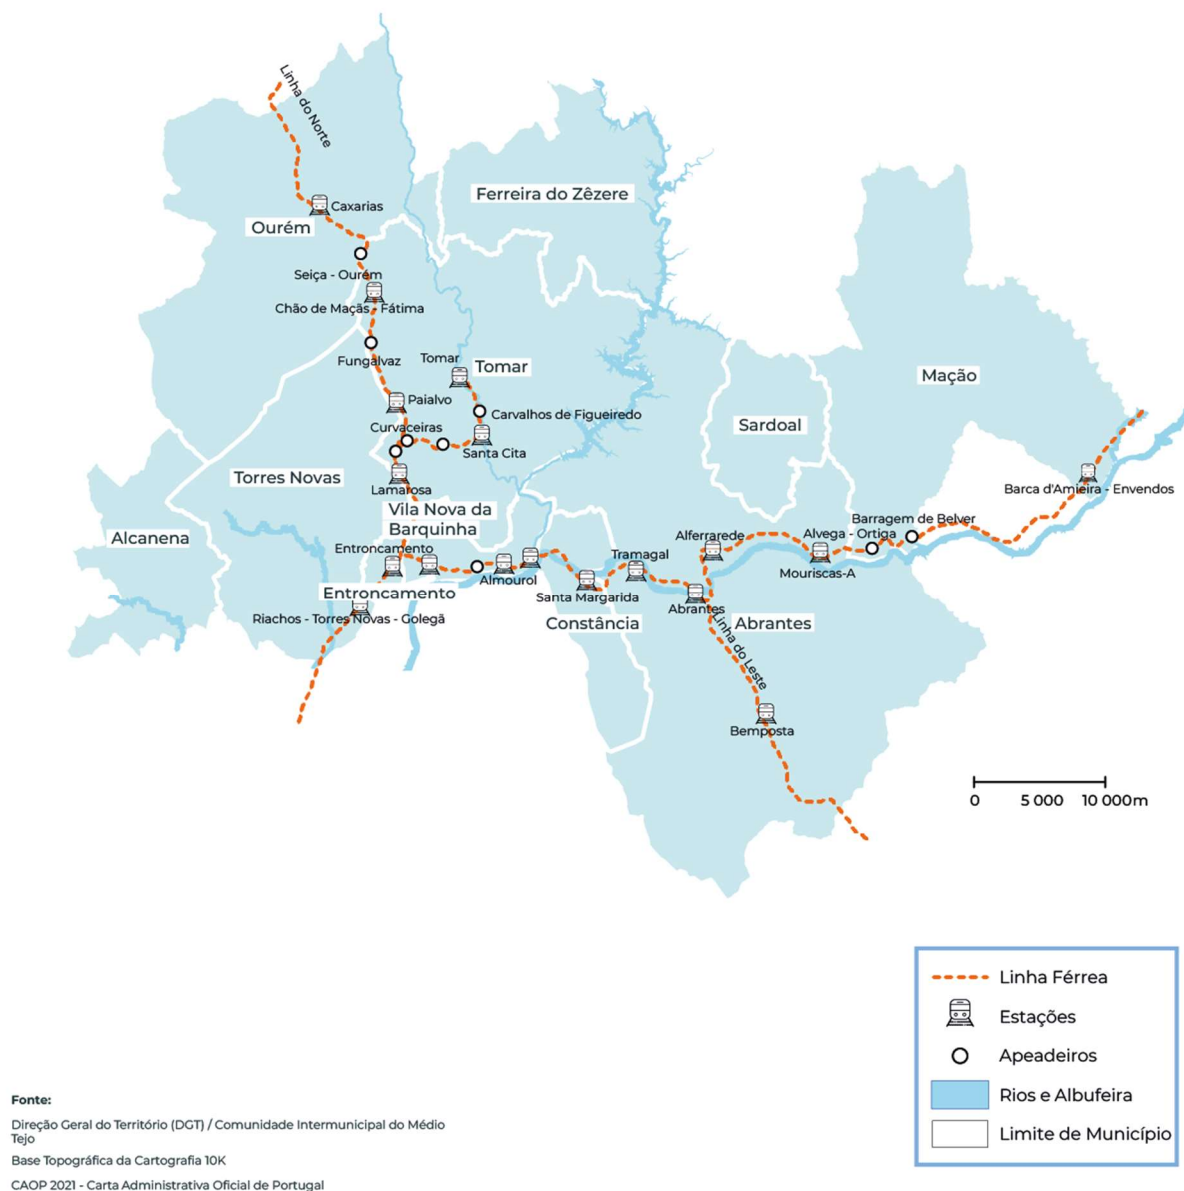 Linha do Norte
Ferreira do Zêzere
Caxarias
Ourém
Seiça - Ourém
Chão de Maçãs - Fátima
Fungalvaz
Tomar
Tomar
Mação
Paialvo
Carvalhos de Figueiredo
Curvaceiras
Sardoal
Santa Cita
Torres Novas
Lamarosa
Barca d'Amieira - Envendos
Vila Nova da
Barquinha
Barragem de Belver
Alcanena
Alferrarede
Alvega - Ortiga
Entroncamento
Tramagal
Mouriscas-A
Almourol
Entroncamento
Santa Margarida
Abrantes
Riachos - Torres Novas - Golegã
Constância
Abrantes
Linha do Leste
Bemposta
0 5 000 10 000m
Linha Férrea
Estações
Apeadeiros
Rios e Albufeira
Limite de Município
Fonte:
Direção Geral do Território (DGT) / Comunidade Intermunicipal do Médio
Tejo
Base Topográfica da Cartografia 10K
CAOP 2021 - Carta Administrativa Oficial de Portugal